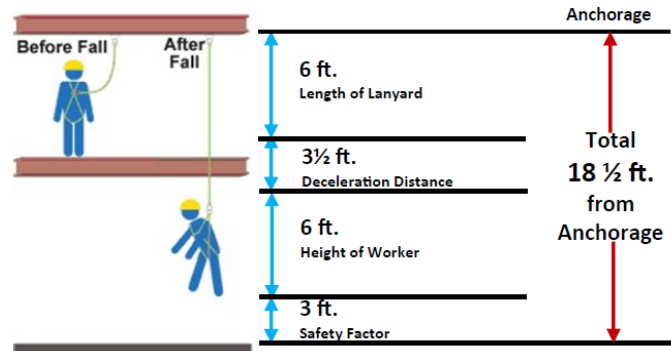 Anchorage
Before Fall
After
Fall
6 ft.
Length of Lanyard
3½ ft.
Deceleration Distance
6 ft.
Height of Worker
3 ft.
Safety Factor
Total
18 ½ ft.
from
Anchorage